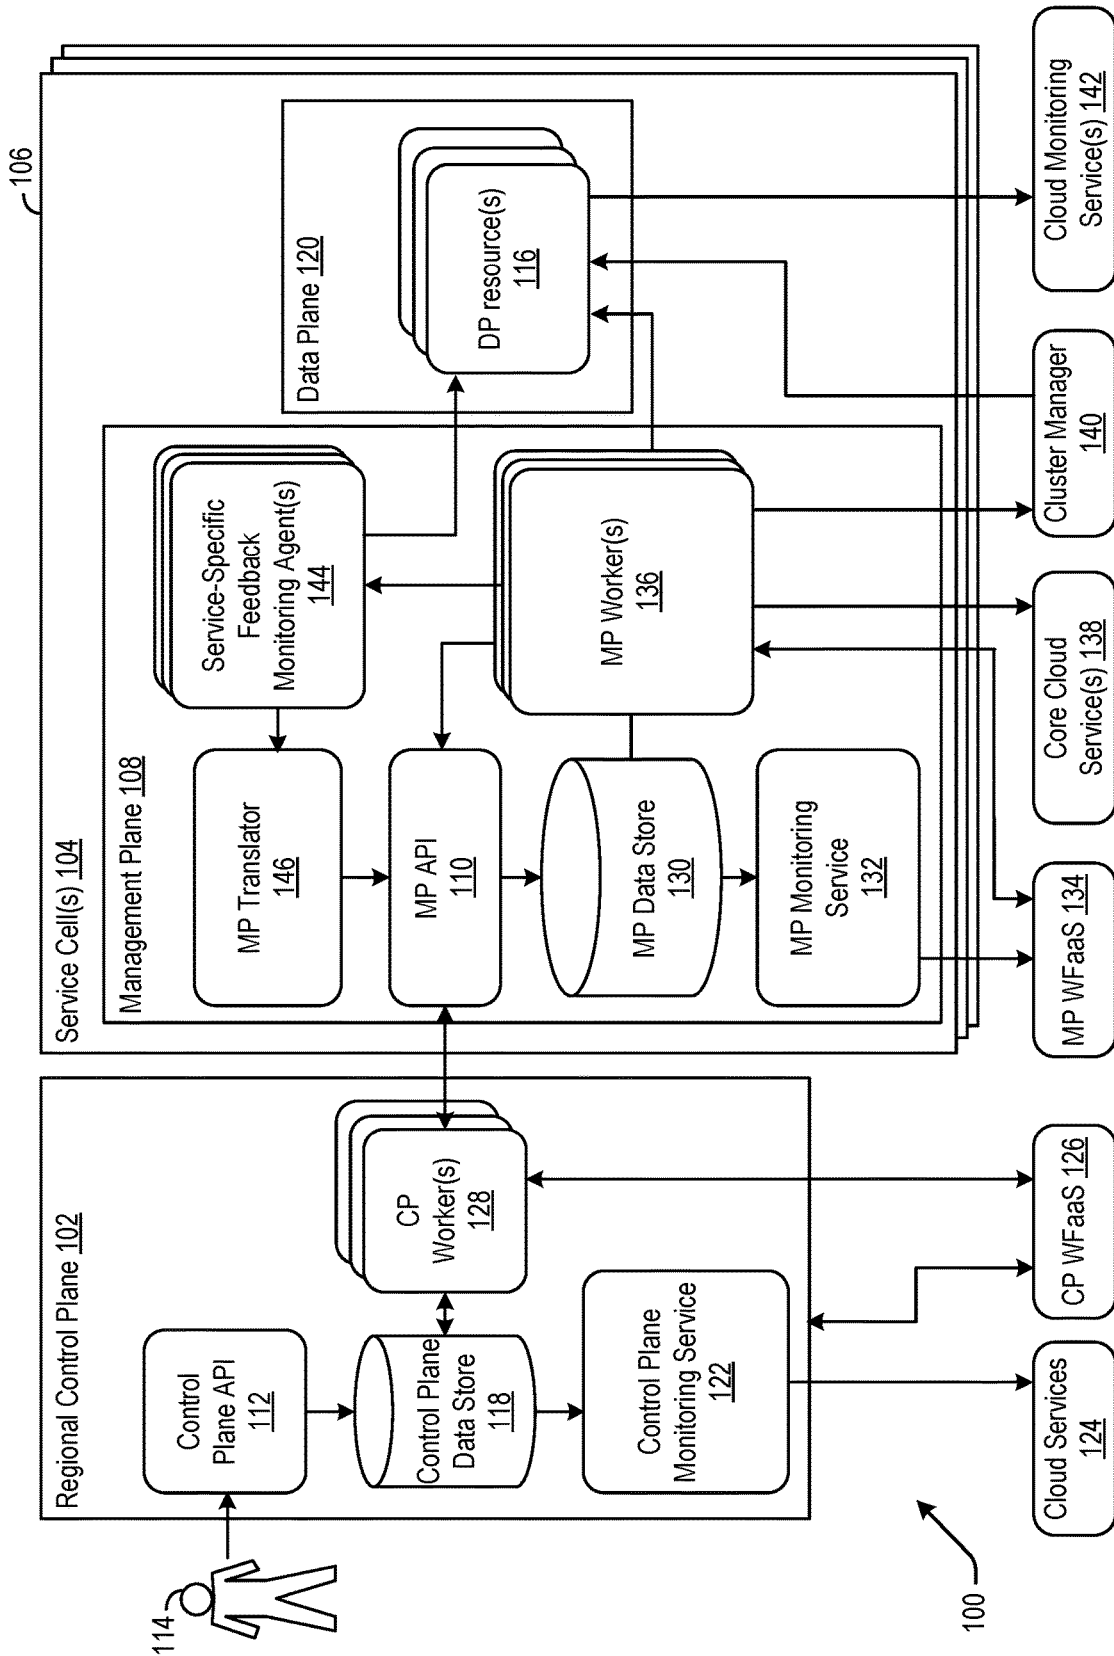 106
Service Cell(s) 104
Management Plane 108
Data Plane 120
MP Translator
146
Service-Specific
Feedback
Monitoring Agent(s)
144
DP resource(s)
116
MP API
110
MP Worker(s)
136
MP Data Store
130
MP Monitoring
Service
132
Regional Control Plane 102
114
Control
Plane API
112
CP
Worker(s)
128
Control Plane
Data Store
118
Control Plane
Monitoring Service
122
100
Cloud Services
124
CP WFaaS 126
MP WFaaS 134
Core Cloud
Service(s) 138
Cluster Manager
140
Cloud Monitoring
Service(s) 142